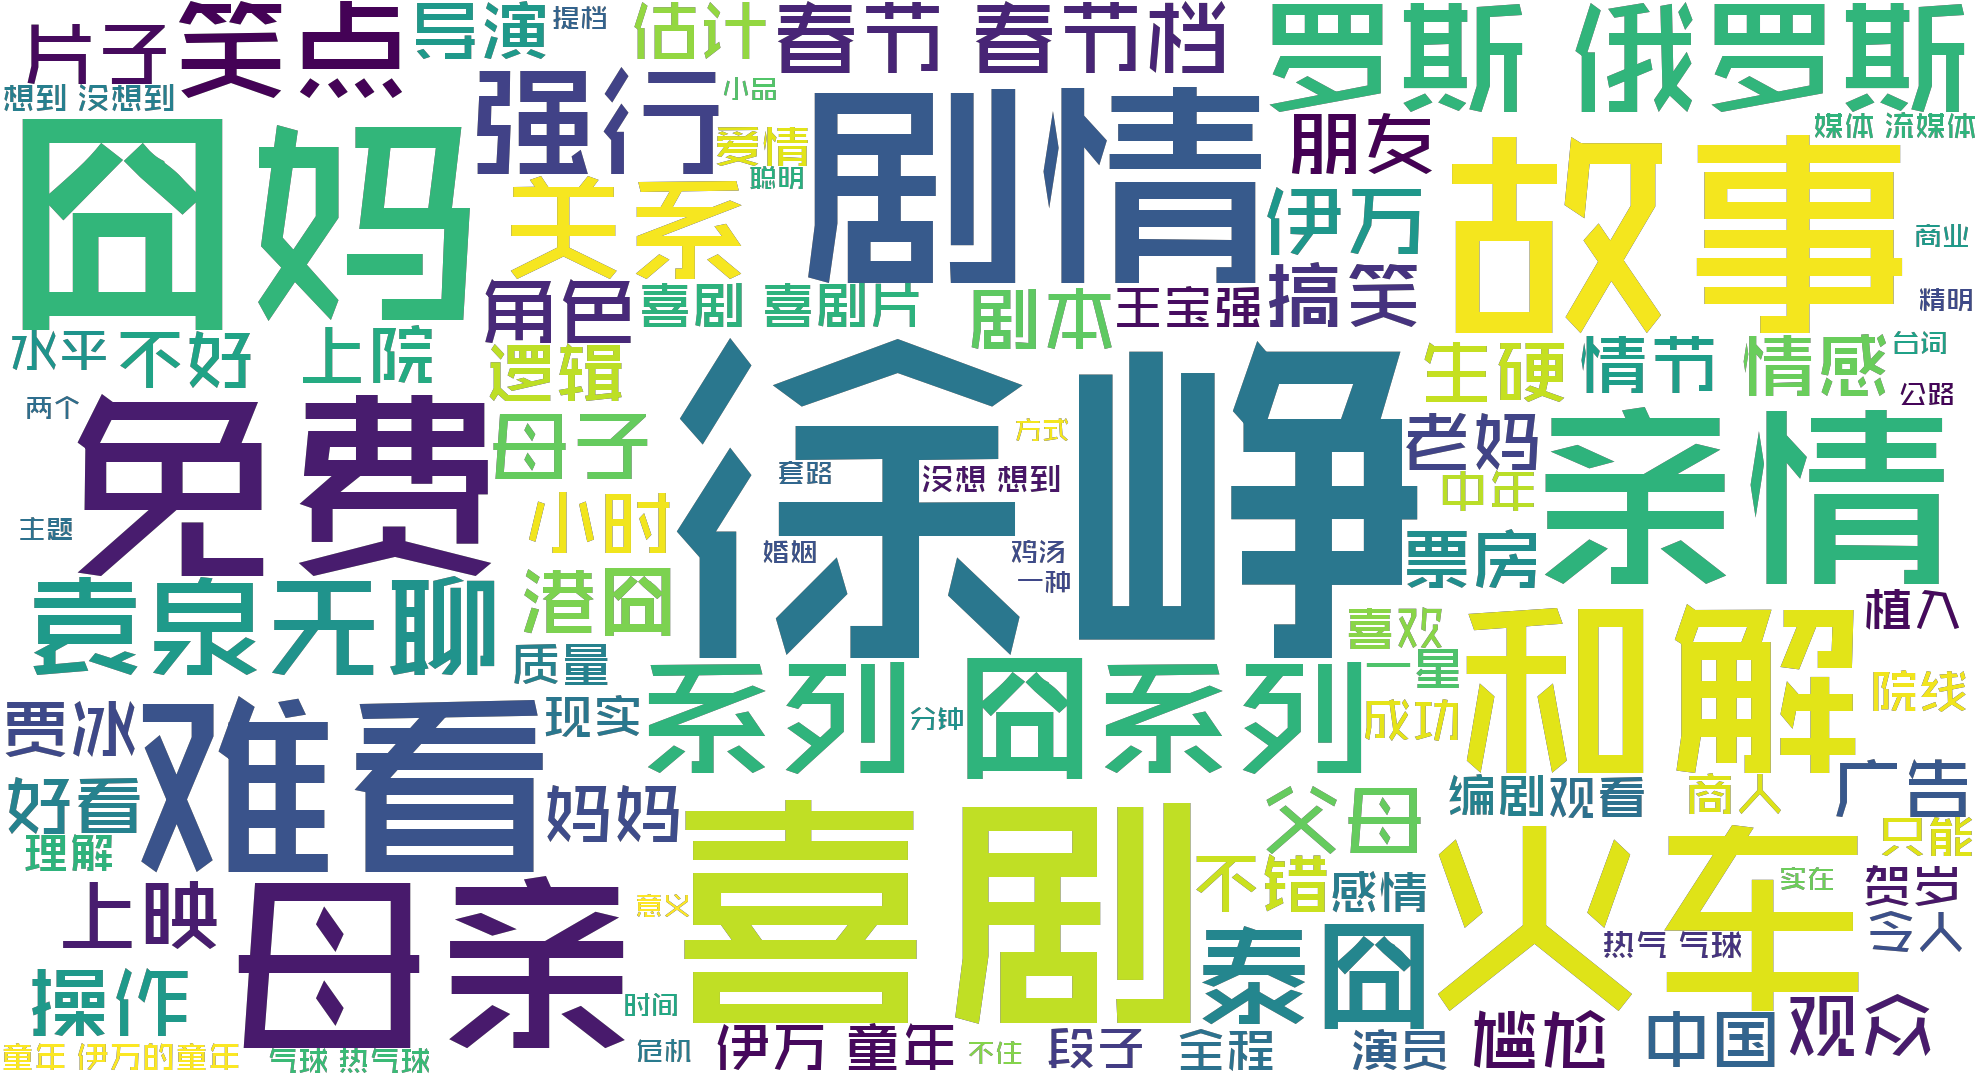 片子
笑点
导演
提档
估计
春节 春节档
罗斯 俄罗斯
想到 没想到
强行
小品
剧情
朋友
媒体 流媒体
囧妈
爱情
聪明
关系
伊万
故事
商业
角色
喜剧 喜剧片
剧本
王宝强
搞笑
精明
水平
不好
上院
逻辑
徐峥
生硬
情节
情感
台词
两个
免费
母子
方式
老妈
亲情
公路
套路
没想 想到
中年
主题
小时
婚姻
鸡汤
一种
票房
袁泉
无聊
港囧
喜欢
和解
植入
质量
一星
贾冰
难看
现实
系列 囧系列
分钟
成功
院线
好看
妈妈
喜剧
父母
编剧
观看
商人
广告
理解
火车
只能
上映
母亲
意义
不错
感情
实在
贺岁
操作
泰囧
热气 气球
令人
时间
童年 伊万的童年
气球 热气球
危机
伊万 童年
不住
段子
全程
演员
尴尬
中国
观众